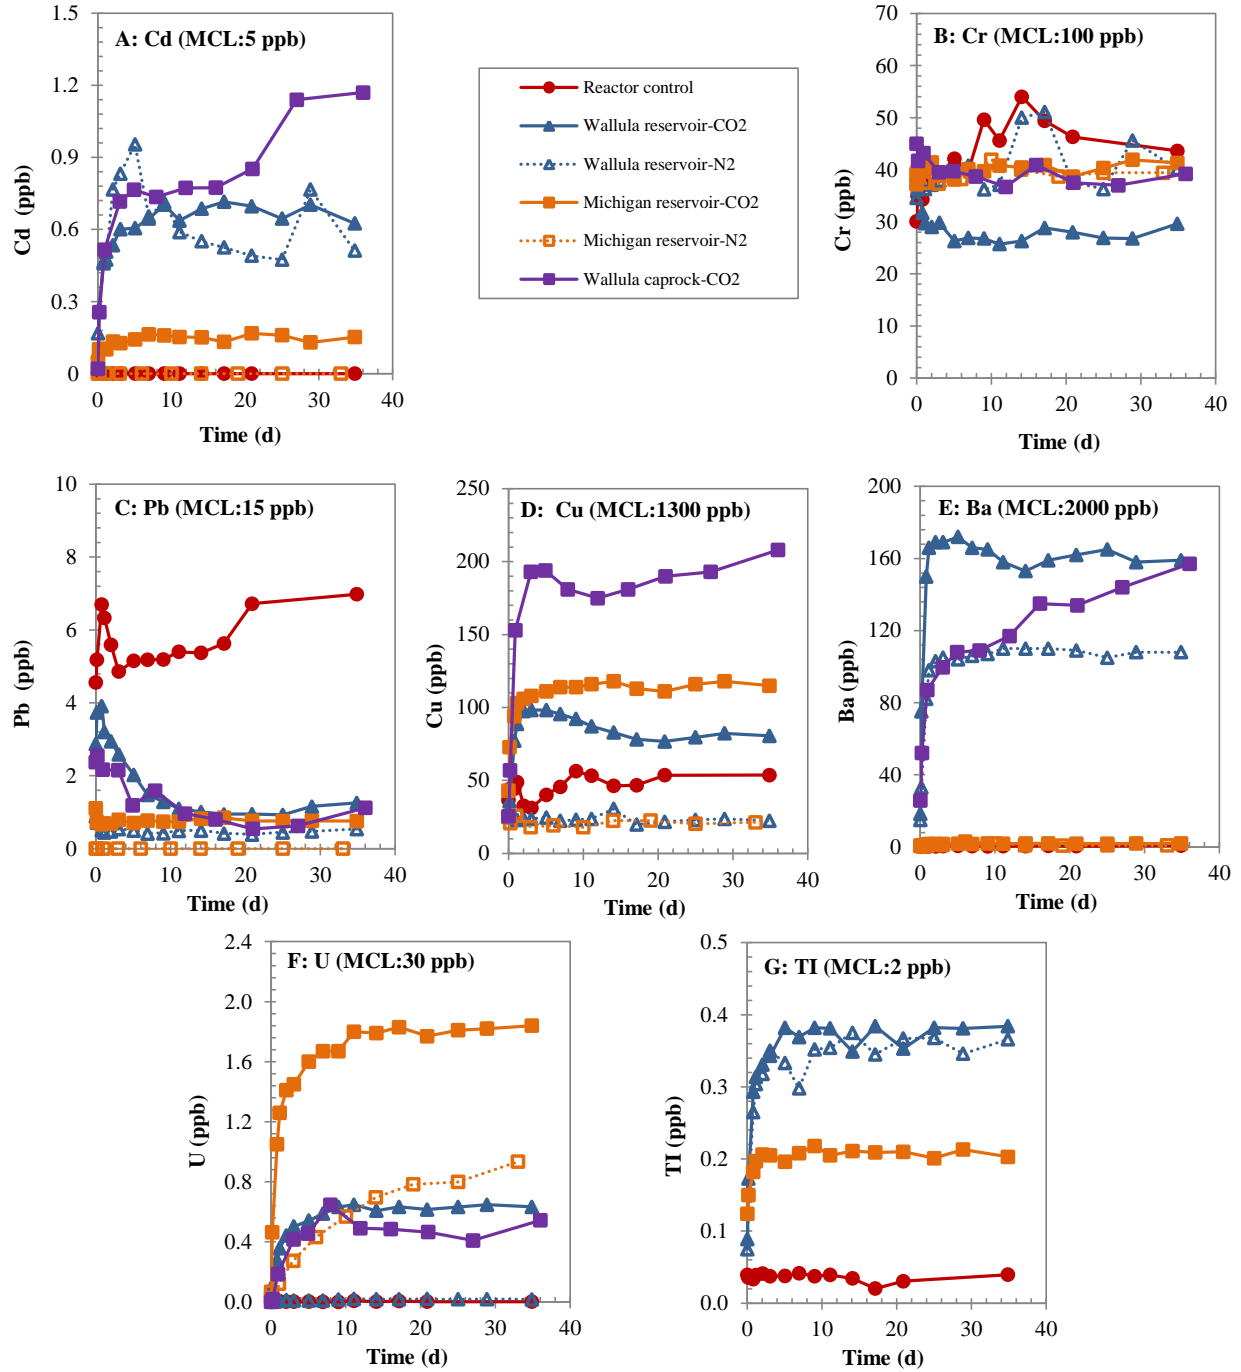 A: Cd (MCL:5 ppb)
1.5
1.2
0.9
0.6
0.3
0
Cd (ppb)
0 10 20 30 40
Time (d)
Reactor control
Wallula reservoir-CO2
Wallula reservoir-N2
Michigan reservoir-CO2
Michigan reservoir-N2
Wallula caprock-CO2
B: Cr (MCL:100 ppb)
70
60
50
40
30
20
10
0
Cr (ppb)
0 10 20 30 40
Time (d)
C: Pb (MCL:15 ppb)
10
8
6
4
2
0
Pb (ppb)
0 10 20 30 40
Time (d)
D: Cu (MCL:1300 ppb)
250
200
150
100
50
0
Cu (ppb)
0 10 20 30 40
Time (d)
E: Ba (MCL:2000 ppb)
200
160
120
80
40
0
Ba (ppb)
0 10 20 30 40
Time (d)
F: U (MCL:30 ppb)
2.4
2.0
1.6
1.2
0.8
0.4
0.0
U (ppb)
0 10 20 30 40
Time (d)
G: TI (MCL:2 ppb)
0.5
0.4
0.3
0.2
0.1
0.0
TI (ppb)
0 10 20 30 40
Time (d)